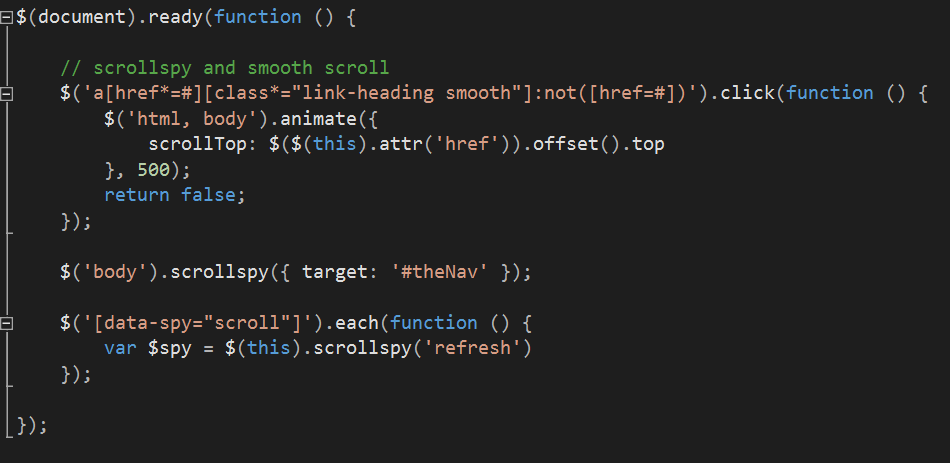 $(document).ready(function () {
// scrollspy and smooth scroll
$('a[href*=#][class*="link-heading smooth"]:not([href=#])').click(function () {
$('html, body').animate({
scrollTop: $($(this).attr('href')).offset().top
}, 500);
return false;
});
$('body').scrollspy({ target: '#theNav' });
$('[data-spy="scroll"]').each(function () {
var $spy = $(this).scrollspy('refresh')
});
});